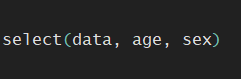 select(data, age, sex)